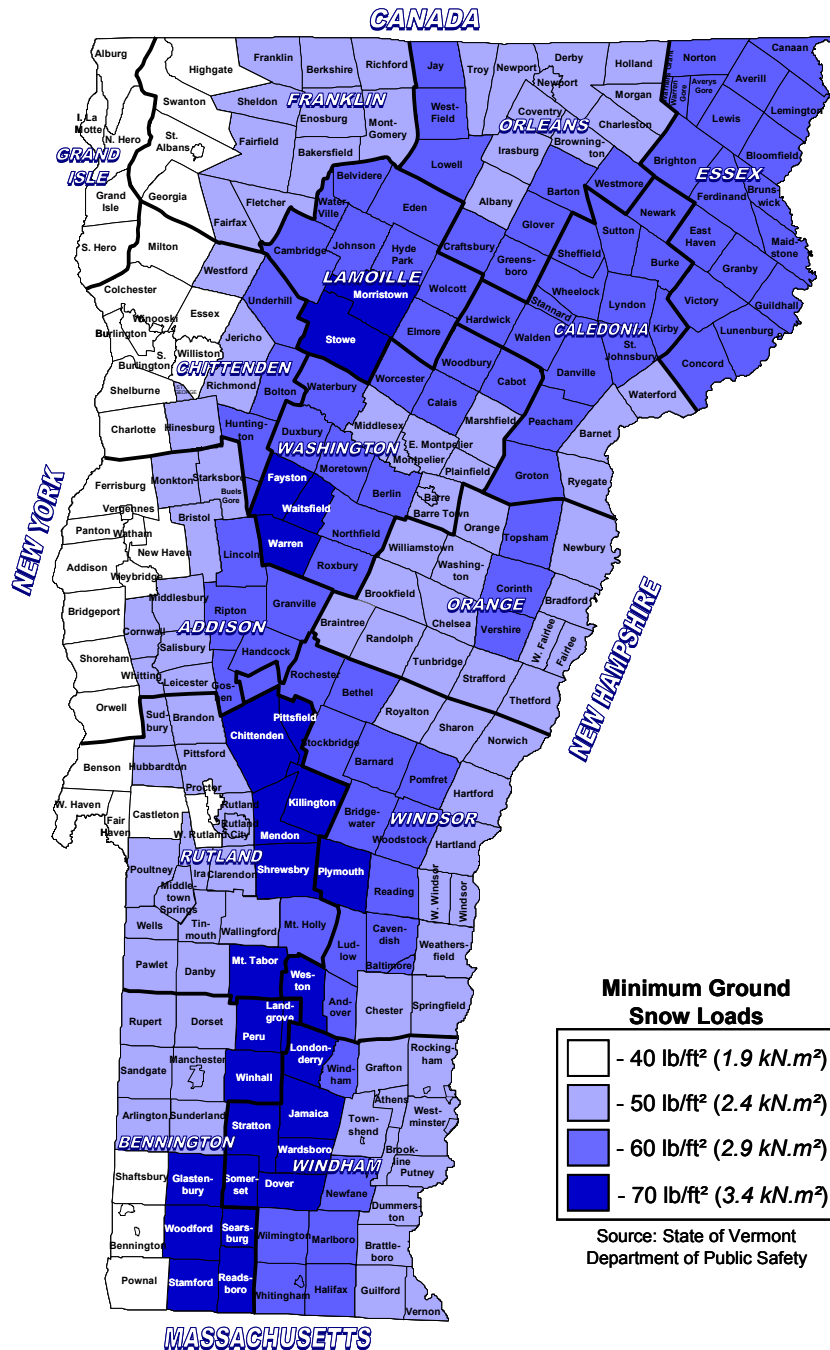 CANADA
Alburg
Highgate
Franklin
Berkshire
Richford
Jay
Troy
Newport
Derby
Holland
Norton
Canaan
Newport
Averill
Warren
Gore
Averys
Gore
Swanton
Sheldon
FRANKLIN
West-
Field
Coventry
Morgan
Lewis
Lemington
I. La
Motte
N. Hero
Enosburg
Mont-
Gomery
ORLEANS
Charleston
St.
Albans
Fairfield
Bakersfield
Irasburg
Brownington-
ton
Brighton
Bloomfield
GRAND
ISLE
Lowell
Belvidere
Barton
Westmore
ESSEX
Ferdinand
Bruns-
wick
Grand
Isle
Georgia
Fletcher
Water
Ville
Eden
Albany
Newark
Fairfax
Glover
Sutton
East
Haven
Maid-
stone
S. Hero
Milton
Cambridge
Johnson
Hyde
Park
Craftsbury
Greens-
boro
Sheffield
Burke
Granby
Westford
LAMOILLE
Morristown
Wolcott
Wheelock
Lyndon
Victory
Guildhall
Colchester
Underhill
Stannard
Winooski
Essex
Hardwick
Walden
CALEDONIA
Kirby
Lunenburg
Burlington
Jericho
Stowe
Elmore
St.
Johnsbury
S.
Burlington
Williston
Woodbury
Danville
Concord
CHITTENDEN
Richmond
Bolton
Waterbury
Worcester
Cabot
Waterford
Shelburne
ST.
GEORGE
Calais
Charlotte
Hinesburg
Hunting-
ton
Duxbury
Middlesex
Marshfield
Peacham
Barnet
WASHINGTON
E. Montpelier
Montpelier
Moretown
Plainfield
Groton
Ryegate
Ferrisburg
Monkton
Starksboro
Fayston
Buels
Gore
Berlin
Barre
Barre Town
NEW YORK
Vergennes
Waitsfield
Panton
Waltham
Bristol
Orange
New Haven
Lincoln
Warren
Northfield
Williamstown
Topsham
Newbury
Addison
Weybridge
Roxbury
Washing-
ton
Middlebury
Ripton
Granville
Brookfield
Corinth
Bridgeport
ORANGE
Bradford
Cornwall
ADDISON
Braintree
Chelsea
Vershire
Randolph
W. Fairlee
Fairlee
Shoreham
Salisbury
Handcock
Tunbridge
Whitting
Leicester
Gos-
hen
Rochester
Strafford
NEW HAMPSHIRE
Orwell
Bethel
Thetford
Sud-
bury
Brandon
Pittsfield
Royalton
Chittenden
Stockbridge
Sharon
Norwich
Benson
Hubbardton
Pittsford
Barnard
Pomfret
Proctor
Killington
Hartford
W. Haven
Fair
Haven
Castleton
Rutland
Rutland
City
W. Rutland
Mendon
Bridge-
water
WINDSOR
Woodstock
Hartland
RUTLAND
Poultney
Ira
Clarendon
Shrewsbry
Plymouth
Reading
W. Windsor
Windsor
Middle-
town
Springs
Wells
Tin-
mouth
Wallingford
Mt. Holly
Lud-
low
Caven-
dish
Baltimore
Weathers-
field
Pawlet
Danby
Mt. Tabor
Wes-
ton
And-
over
Chester
Springfield
Rupert
Dorset
Land-
grove
Peru
London-
derry
Wind-
ham
Grafton
Rocking-
ham
Sandgate
Manchester
Winhall
Athens
Arlington
Sunderland
Jamaica
Town-
shend
West-
minster
BENNINGTON
Stratton
Wardsboro
Brook-
line
Putney
WINDHAM
Shaftsbury
Glasten-
bury
Somer-
set
Dover
Newfane
Dummers-
ton
Bennington
Woodford
Sears-
burg
Wilmington
Marlboro
Brattle-
boro
Pownal
Stamford
Reads-
boro
Whitingham
Halifax
Guilford
Vernon
MASSACHUSETTS
Minimum Ground
Snow Loads
- 40 lb/ft² (1.9 kN.m²)
- 50 lb/ft² (2.4 kN.m²)
- 60 lb/ft² (2.9 kN.m²)
- 70 lb/ft² (3.4 kN.m²)
Source: State of Vermont
Department of Public Safety